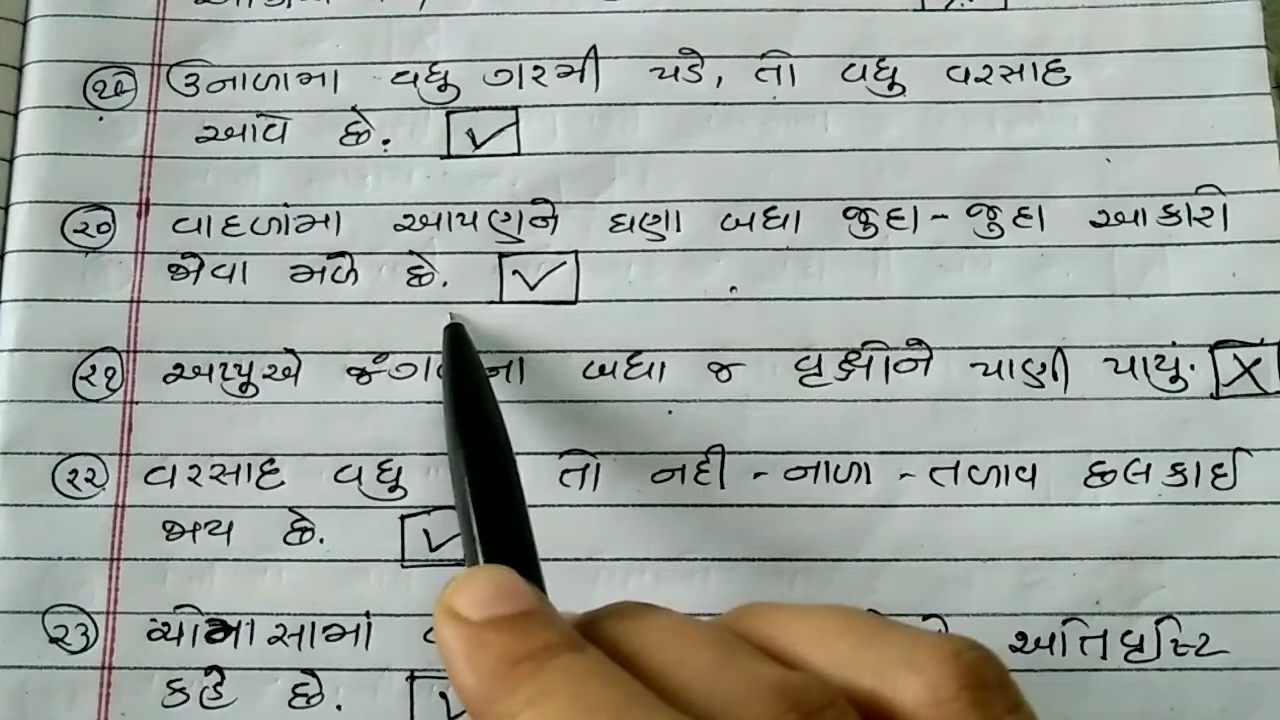 (૧૯) ઉનાળામા વધુ ગરમી પડે, તો વધુ વરસાદ
આવે છે. ☑
(૨૦) વાદળાંમા આપણને ઘણા બધા જુદા-જુદા આકારો
જોવા મળે છે. ☑
(૨૧) અપ્પુએ બધા જ વૃક્ષોને પાણી પાયું. ☒
(૨૨) વરસાદ વધુ તો નદી - નાળા - તળાવ છલકાઈ
જાય છે. ☑
(૨૩) ચોમાસામાં અતિવૃષ્ટિ
કહે છે. ☑